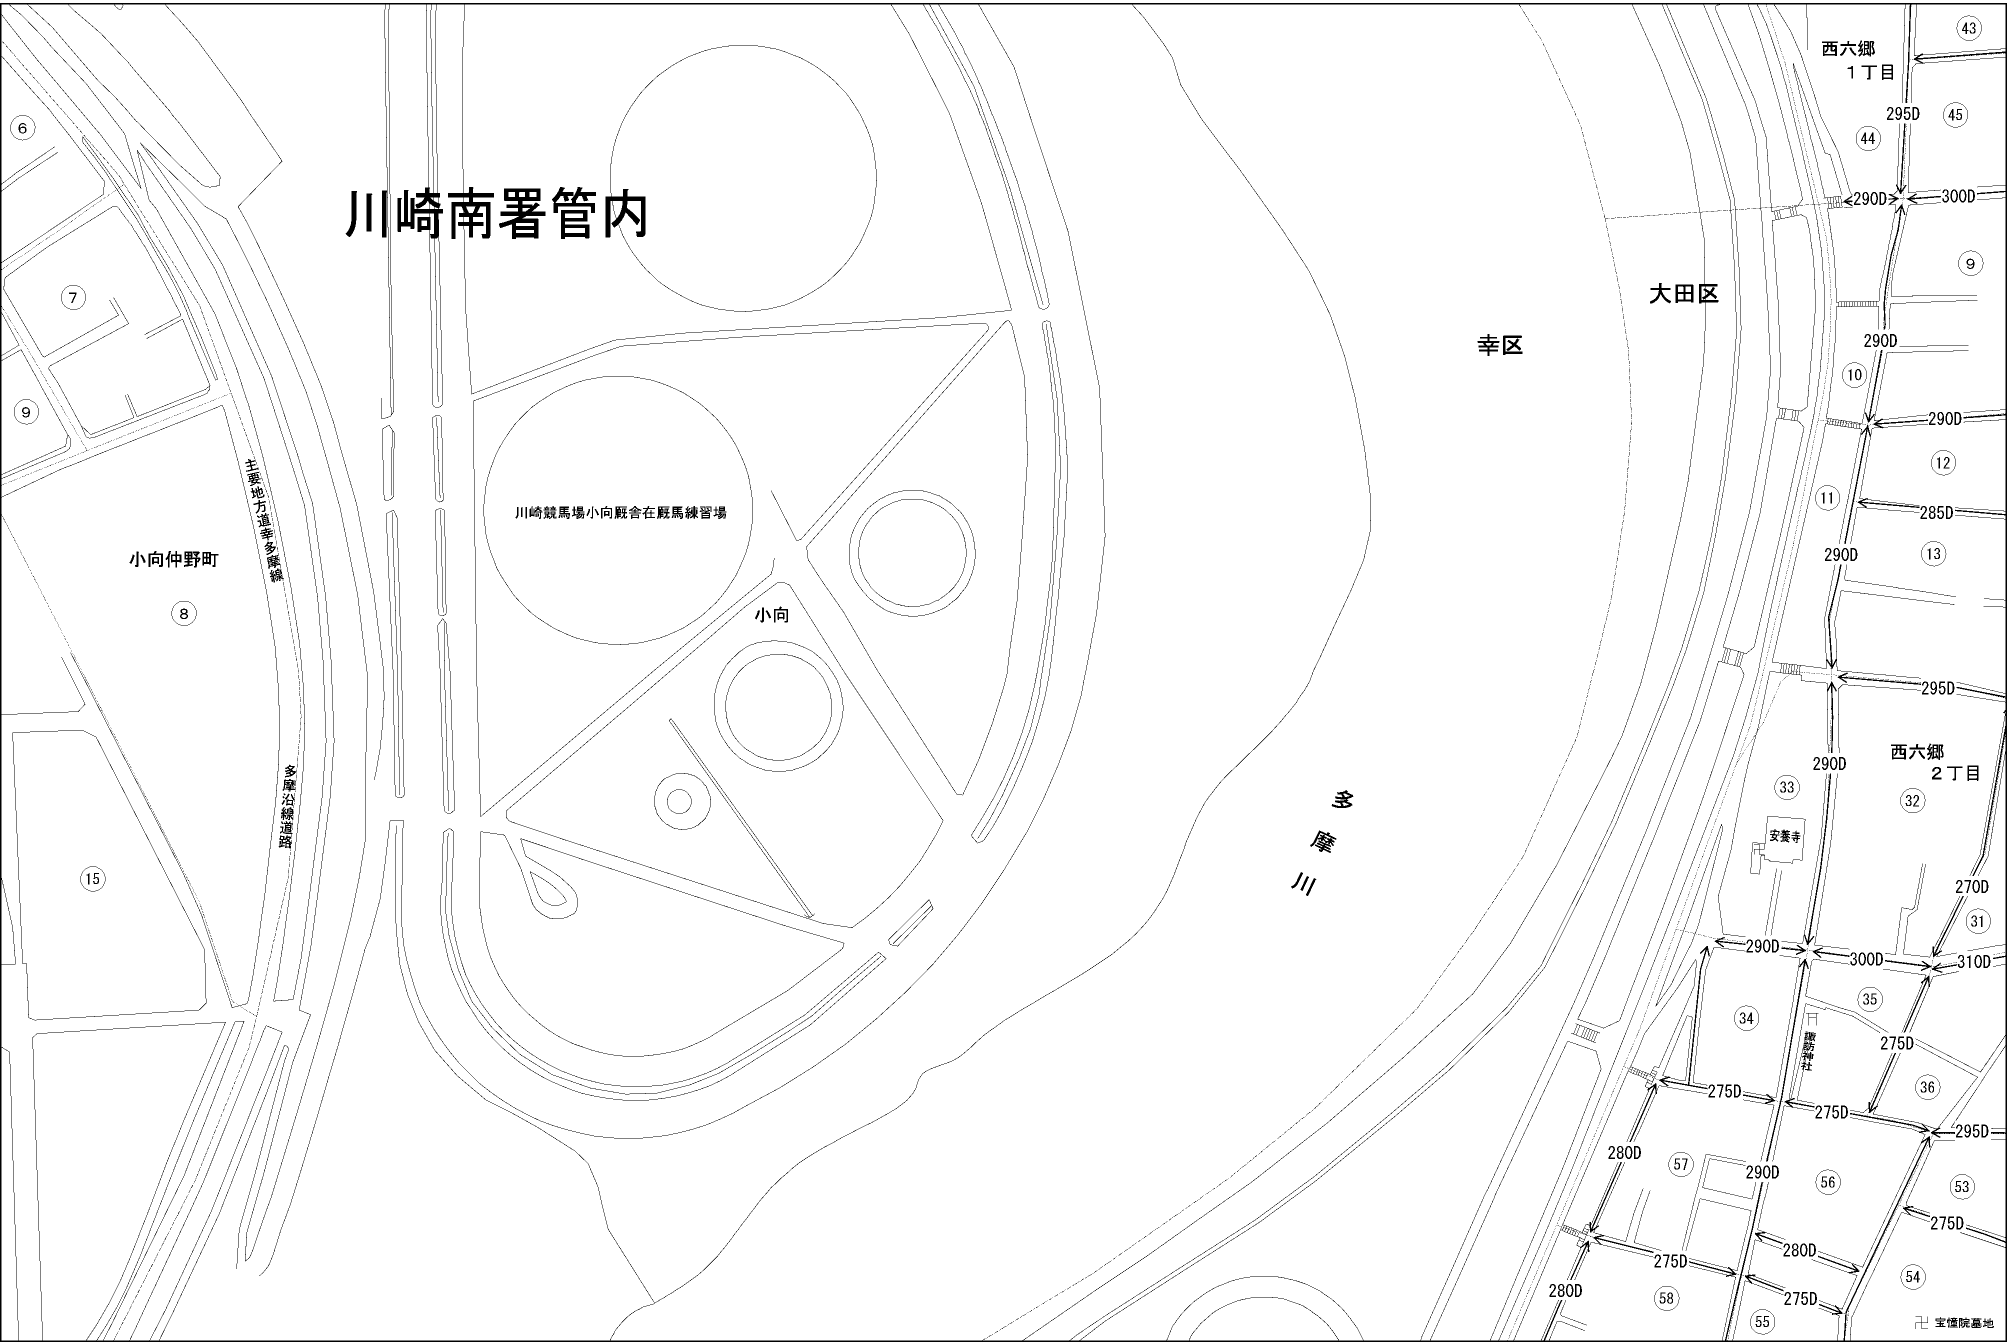 43
西六郷
1丁目
295D
45
44
6
川崎南署管内
290D
300D
9
7
大田区
幸区
290D
10
9
290D
12
11
主要地方道幸多摩線
川崎競馬場小向厩舎在厩馬練習場
285D
小向仲野町
290D
13
8
小向
295D
西六郷
2丁目
290D
多摩沿線道路
33
32
多摩川
安養寺
15
270D
31
290D
300D
310D
35
34
諏訪神社
275D
36
275D
275D
295D
280D
57
290D
56
53
275D
280D
275D
54
280D
58
275D
55
卍 宝幢院墓地